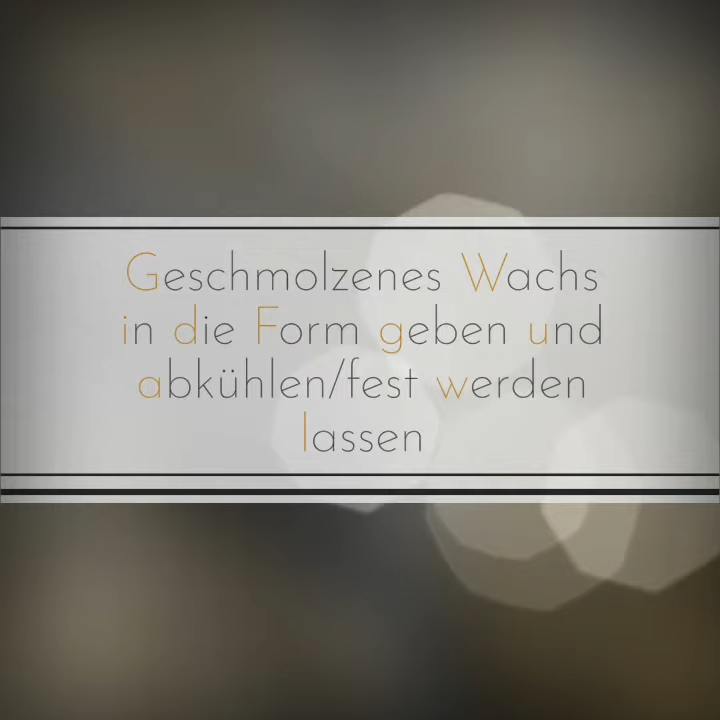 Geschmolzenes Wachs
in die Form geben und
abkühlen/fest werden
lassen